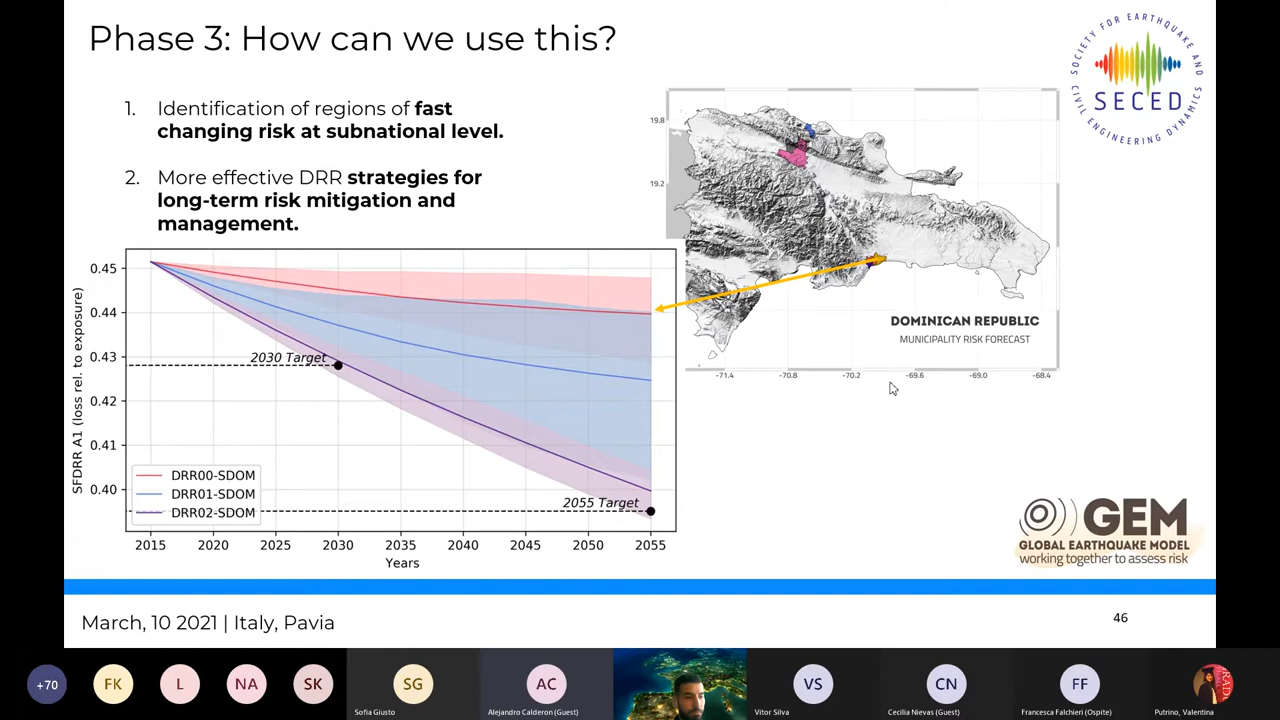 Phase 3: How can we use this?
SOCIETY FOR EARTHQUAKE AND
CIVIL ENGINEERING DYNAMICS
SECED
1. Identification of regions of fast
changing risk at subnational level.
2. More effective DRR strategies for
long-term risk mitigation and
management.
19.8
19.2
DOMINICAN REPUBLIC
MUNICIPALITY RISK FORECAST
-71.4 -70.8 -70.2 -69.6 -69.0 -68.4
SFDRR A1 (loss rel. to exposure)
0.45
0.44
0.43
0.42
0.41
0.40
2030 Target
2055 Target
DRR00-SDOM
DRR01-SDOM
DRR02-SDOM
2015 2020 2025 2030 2035 2040 2045 2050 2055
Years
GEM
GLOBAL EARTHQUAKE MODEL
working together to assess risk
March, 10 2021 | Italy, Pavia
46
+70 FK L NA SK SG AC VS CN FF
Sofia Giusto Alejandro Calderon (Guest) Vitor Silva Cecilia Nievas (Guest) Francesca Falchieri (Ospite) Putrino, Valentina